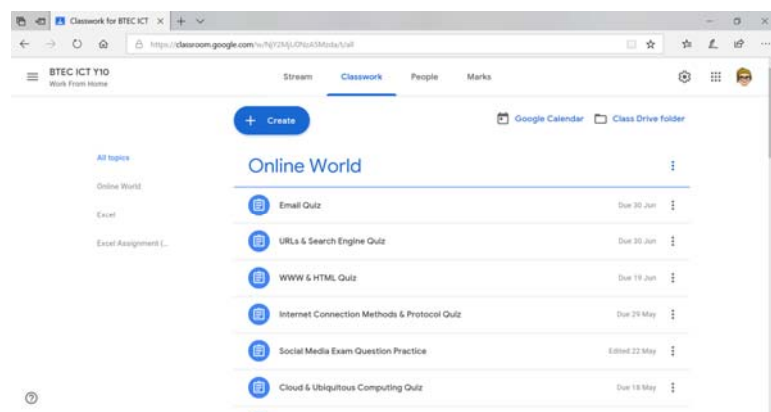 Classwork for BTEC ICT
https://classroom.google.com
BTEC ICT Y10
Work From Home
Stream
Classwork
People
Marks
Create
Google Calendar
Class Drive folder
All topics
Online World
Excel
Excel Assignment (...
Online World
Email Quiz
Due 30 Jun
URLs & Search Engine Quiz
Due 30 Jun
WWW & HTML Quiz
Due 19 Jun
Internet Connection Methods & Protocol Quiz
Due 29 May
Social Media Exam Question Practice
Edited 22 May
Cloud & Ubiquitous Computing Quiz
Due 18 May